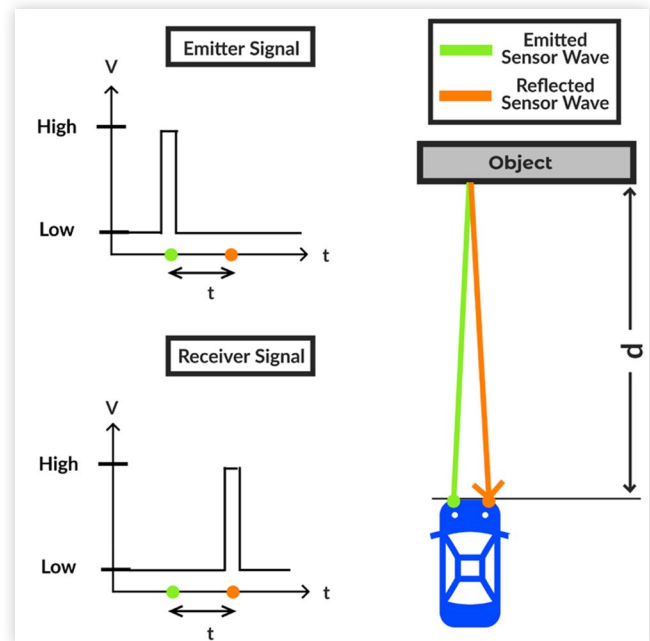 Emitter Signal
V
High
Low
t
t
Receiver Signal
V
High
Low
t
t
Emitted
Sensor Wave
Reflected
Sensor Wave
Object
d